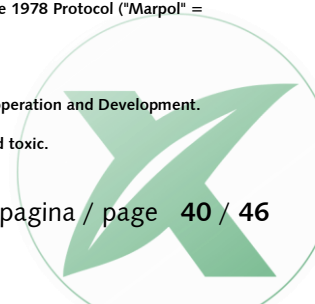 e 1978 Protocol ("Marpol" =
peration and Development.
d toxic.
pagina / page 40 / 46